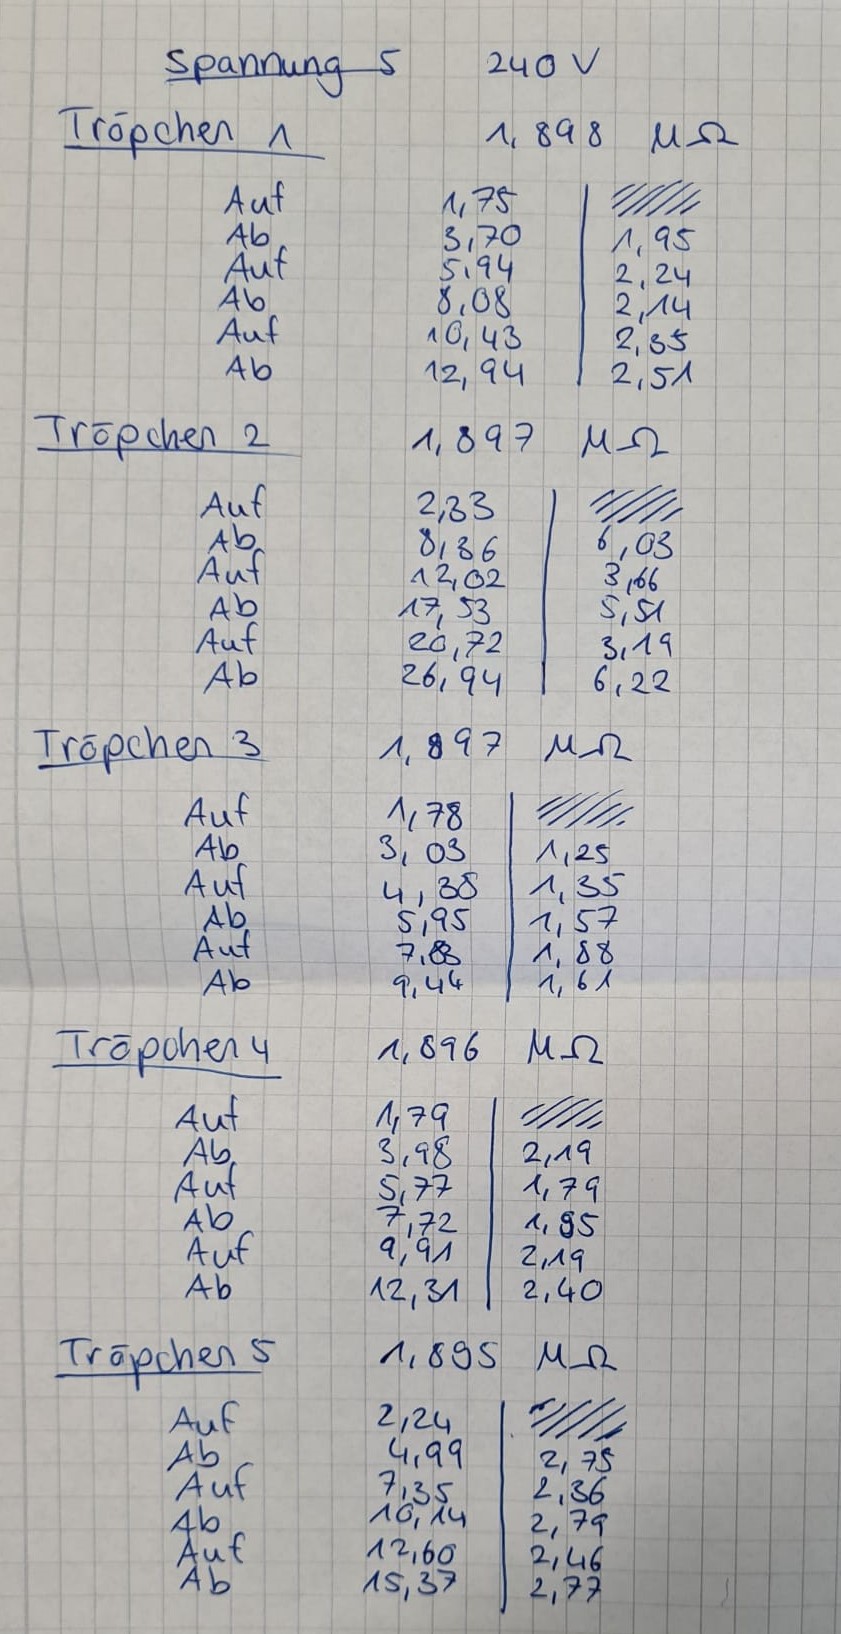 Spannung 5 240 V
Tröpchen 1 1,898 MΩ
Auf 1,75
Ab 3,70 1,95
Auf 5,94 2,24
Ab 8,08 2,14
Auf 10,43 2,35
Ab 12,94 2,51
Tröpchen 2 1,897 MΩ
Auf 2,33
Ab 8,36 6,03
Auf 12,02 3,66
Ab 17,53 5,51
Auf 20,72 3,19
Ab 26,94 6,22
Tröpchen 3 1,897 MΩ
Auf 1,78
Ab 3,03 1,25
Auf 4,38 1,35
Ab 5,95 1,57
Auf 7,83 1,88
Ab 9,44 1,61
Tröpchen 4 1,896 MΩ
Auf 1,79
Ab 3,98 2,19
Auf 5,77 1,79
Ab 7,72 1,95
Auf 9,91 2,19
Ab 12,31 2,40
Tröpchen 5 1,895 MΩ
Auf 2,24
Ab 4,99 2,75
Auf 7,35 2,36
Ab 10,14 2,79
Auf 12,60 2,46
Ab 15,37 2,77